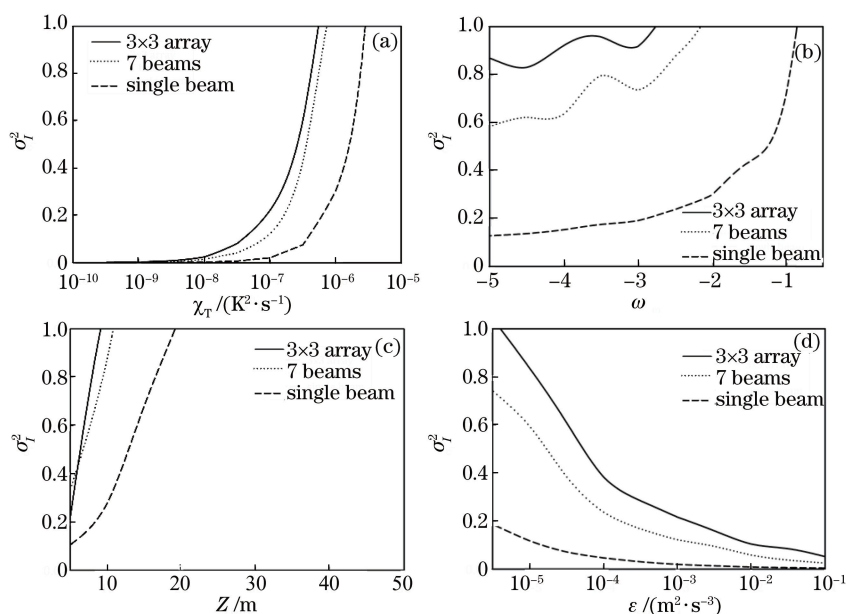 1.0
0.8
0.6
0.4
0.2
0
σ_I^2
3×3 array
7 beams
single beam
(a)
10^-10 10^-9 10^-8 10^-7 10^-6 10^-5
χ_T /(K^2·s^-1)
1.0
0.8
0.6
0.4
0.2
0
σ_I^2
(b)
3×3 array
7 beams
single beam
−5 −4 −3 −2 −1
ω
1.0
0.8
0.6
0.4
0.2
0
σ_I^2
(c)
3×3 array
7 beams
single beam
10 20 30 40 50
Z /m
1.0
0.8
0.6
0.4
0.2
0
σ_I^2
(d)
3×3 array
7 beams
single beam
10^-5 10^-4 10^-3 10^-2 10^-1
ε /(m^2·s^-3)